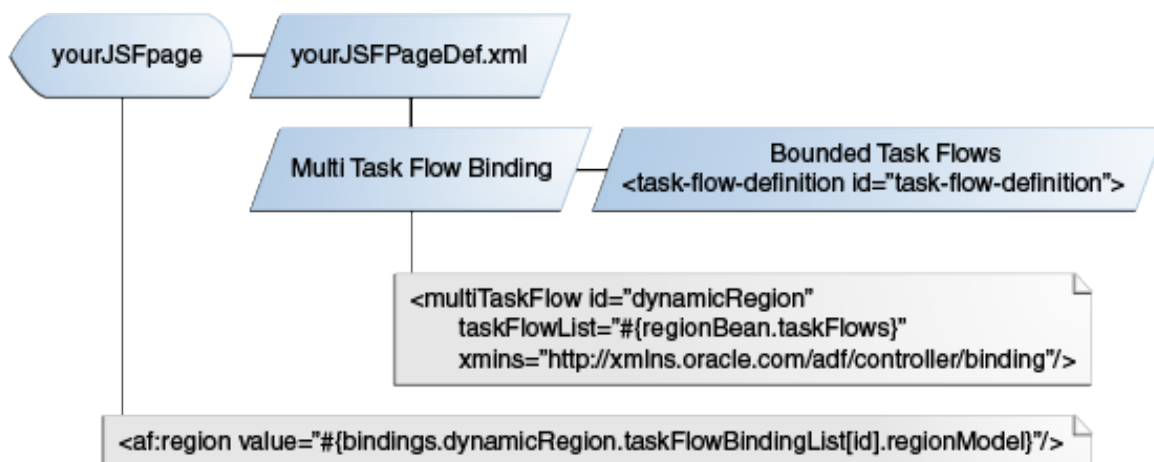 yourJSFpage
yourJSFPageDef.xml
Multi Task Flow Binding
Bounded Task Flows
<task-flow-definition id="task-flow-definition">
<multiTaskFlow id="dynamicRegion"
taskFlowList="#{regionBean.taskFlows}"
xmins="http://xmlns.oracle.com/adf/controller/binding"/>
<af:region value="#{bindings.dynamicRegion.taskFlowBindingList[id].regionModel}"/>